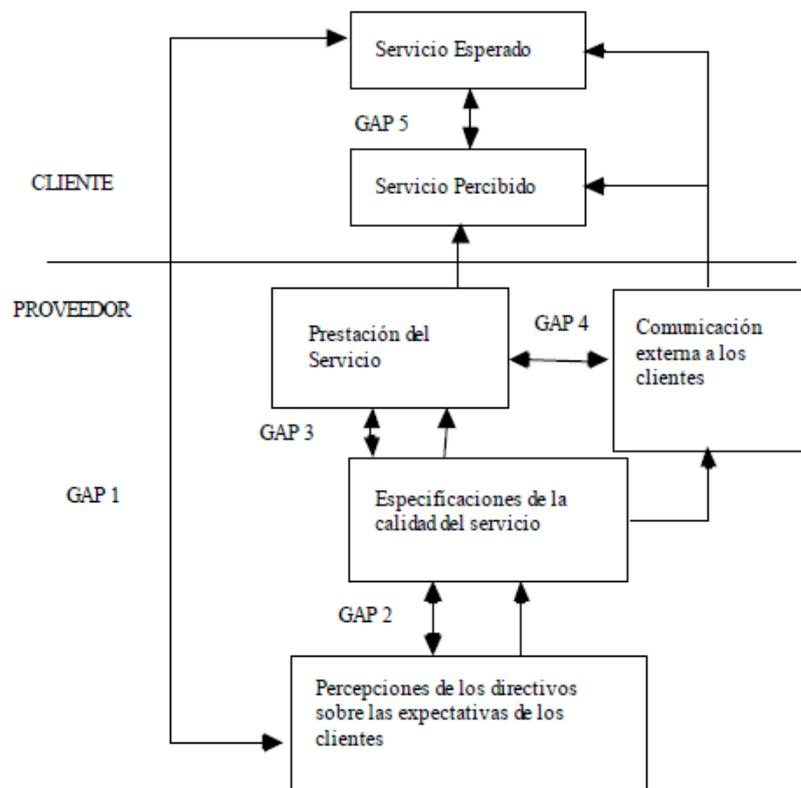 Servicio Esperado
GAP 5
CLIENTE
Servicio Percibido
PROVEEDOR
Prestación del
Servicio
GAP 4
Comunicación
externa a los
clientes
GAP 3
GAP 1
Especificaciones de la
calidad del servicio
GAP 2
Percepciones de los directivos
sobre las expectativas de los
clientes